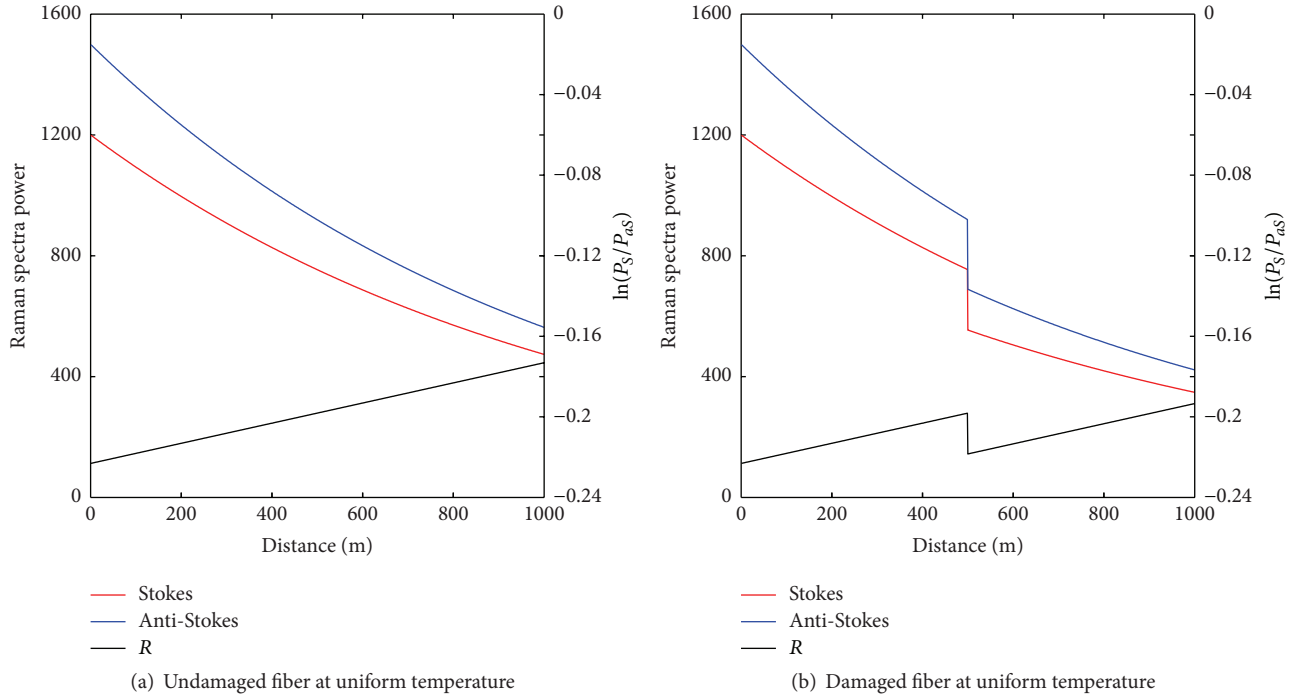 1600
1200
800
400
0
Raman spectra power
0
−0.04
−0.08
−0.12
−0.16
−0.2
−0.24
ln(P_S/P_aS)
0 200 400 600 800 1000
Distance (m)
Stokes
Anti-Stokes
R
(a) Undamaged fiber at uniform temperature
1600
1200
800
400
0
Raman spectra power
0
−0.04
−0.08
−0.12
−0.16
−0.2
−0.24
ln(P_S/P_aS)
0 200 400 600 800 1000
Distance (m)
Stokes
Anti-Stokes
R
(b) Damaged fiber at uniform temperature